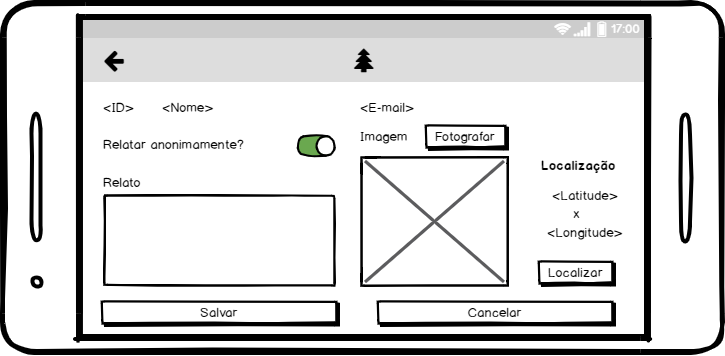 17:00
<ID> <Nome> <E-mail>
Relatar anonimamente?
Imagem Fotografar
Localização
Relato
<Latitude>
x
<Longitude>
Localizar
Salvar Cancelar